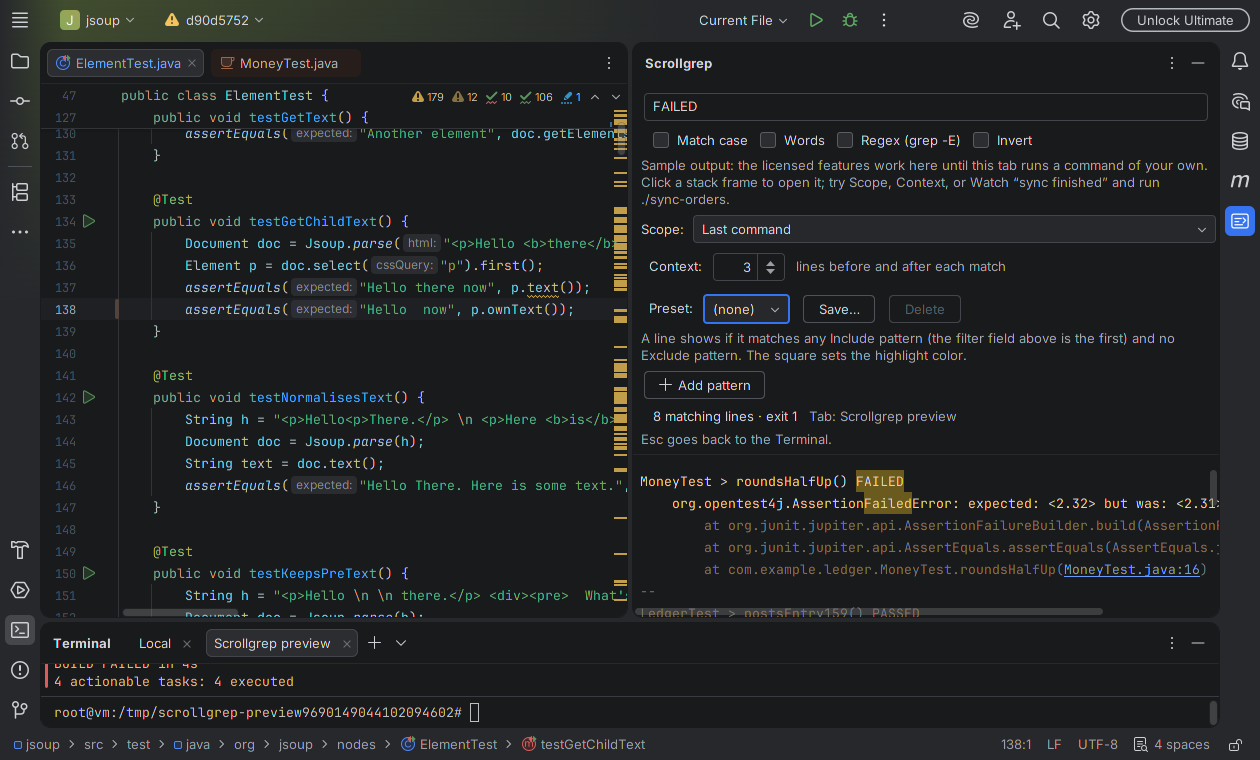 J jsoup d90d5752 Current File Unlock Ultimate
ElementTest.java MoneyTest.java
47 public class ElementTest { 179 12 10 106 1
127 public void testGetText() {
130 assertEquals( expected: "Another element", doc.getElement
131 }
132
133 @Test
134 public void testGetChildText() {
135 Document doc = Jsoup.parse( html: "<p>Hello <b>there</b>
136 Element p = doc.select( cssQuery: "p").first();
137 assertEquals( expected: "Hello there now", p.text());
138 assertEquals( expected: "Hello  now", p.ownText());
139 }
140
141 @Test
142 public void testNormalisesText() {
143 String h = "<p>Hello<p>There.</p> \n <p>Here <b>is</b>
144 Document doc = Jsoup.parse(h);
145 String text = doc.text();
146 assertEquals( expected: "Hello There. Here is some text.",
147 }
148
149 @Test
150 public void testKeepsPreText() {
151 String h = "<p>Hello \n \n there.</p> <div><pre>  What's
152 Document doc = Jsoup.parse(h);
Scrollgrep
FAILED
Match case Words Regex (grep -E) Invert
Sample output: the licensed features work here until this tab runs a command of your own.
Click a stack frame to open it; try Scope, Context, or Watch “sync finished” and run
./sync-orders.
Scope: Last command
Context: 3 lines before and after each match
Preset: (none) Save... Delete
A line shows if it matches any Include pattern (the filter field above is the first) and no
Exclude pattern. The square sets the highlight color.
Add pattern
8 matching lines · exit 1 Tab: Scrollgrep preview
Esc goes back to the Terminal.
MoneyTest > roundsHalfUp() FAILED
org.opentest4j.AssertionFailedError: expected: <2.32> but was: <2.31>
at org.junit.jupiter.api.AssertionFailureBuilder.build(Assertion
at org.junit.jupiter.api.AssertEquals.assertEquals(AssertEquals.j
at com.example.ledger.MoneyTest.roundsHalfUp(MoneyTest.java:16)
--
LedgerTest > postsEntry159() PASSED
Terminal Local Scrollgrep preview
BUILD FAILED in 4s
4 actionable tasks: 4 executed
root@vm:/tmp/scrollgrep-preview9690149044102094602#
jsoup > src > test > java > org > jsoup > nodes > ElementTest > testGetChildText 138:1 LF UTF-8 4 spaces